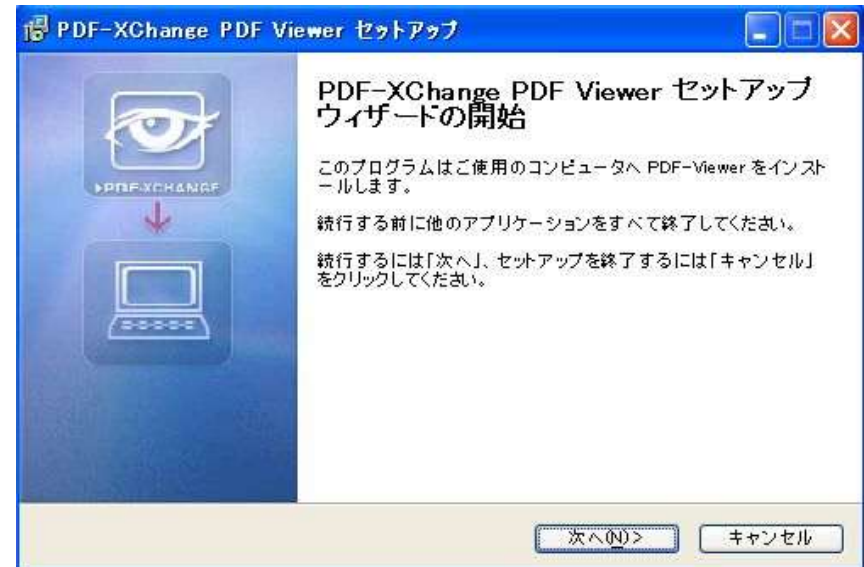 PDF-XChange PDF Viewer セットアップ
PDF-XChange PDF Viewer セットアップ
ウィザードの開始
このプログラムはご使用のコンピュータへ PDF-Viewer をインスト
ールします。
続行する前に他のアプリケーションをすべて終了してください。
続行するには「次へ」、セットアップを終了するには「キャンセル」
をクリックしてください。
PDF-XCHANGE
次へ(N)>
キャンセル